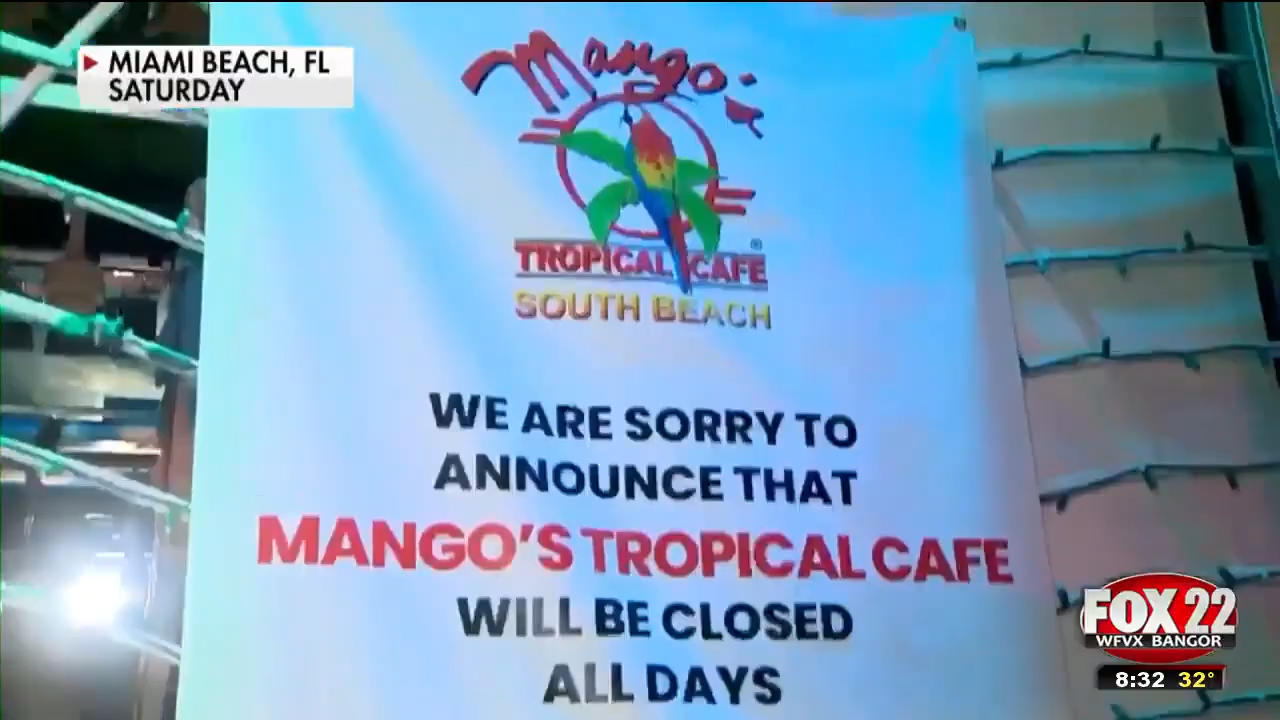 MIAMI BEACH, FL
SATURDAY
Mango's
TROPICAL CAFE
®
SOUTH BEACH
WE ARE SORRY TO
ANNOUNCE THAT
MANGO'S TROPICAL CAFE
WILL BE CLOSED
ALL DAYS
FOX 22
WFVX BANGOR
8:32 32°